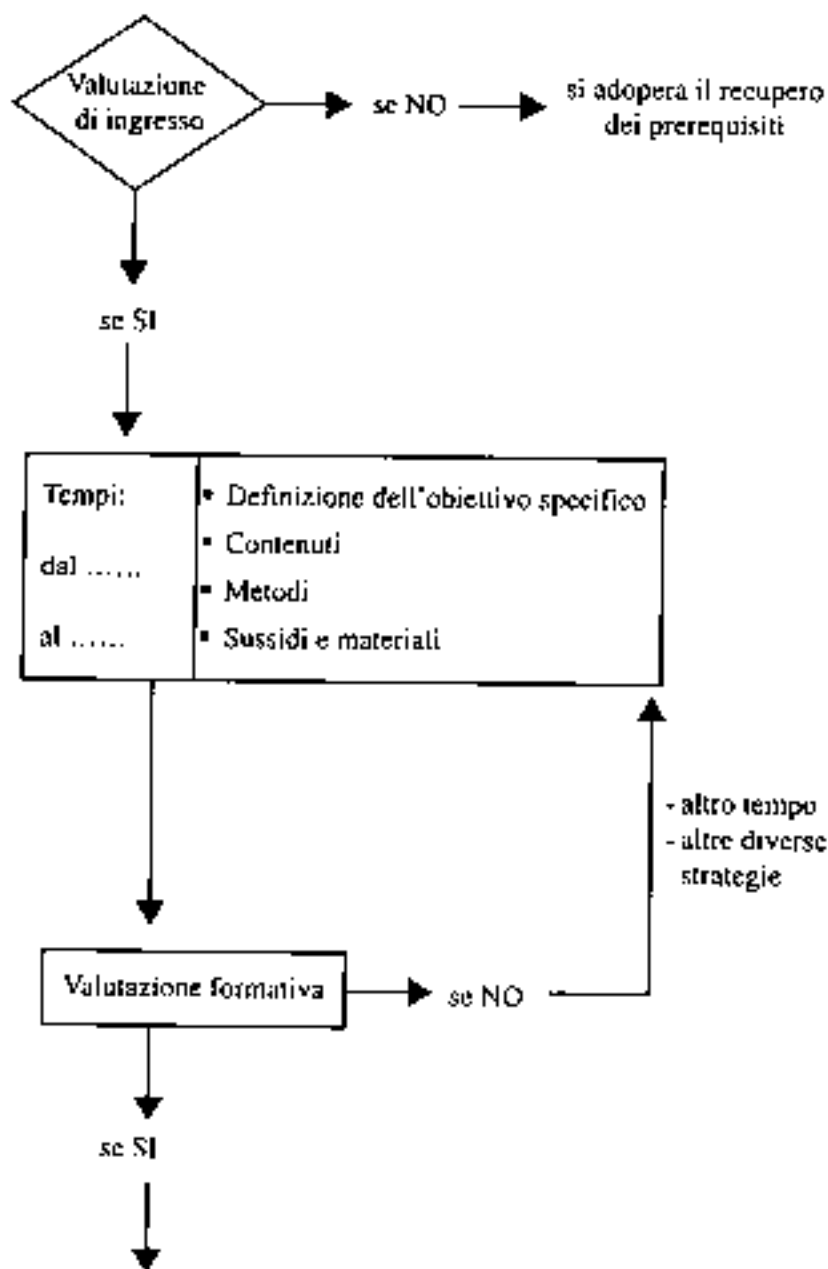 Valutazione
di ingresso
se NO
si adopera il recupero
dei prerequisiti
se SI
Tempi:
dal ......
al ......
▪ Definizione dell'obiettivo specifico
▪ Contenuti
▪ Metodi
▪ Sussidi e materiali
- altro tempo
- altre diverse
strategie
Valutazione formativa
se NO
se SI